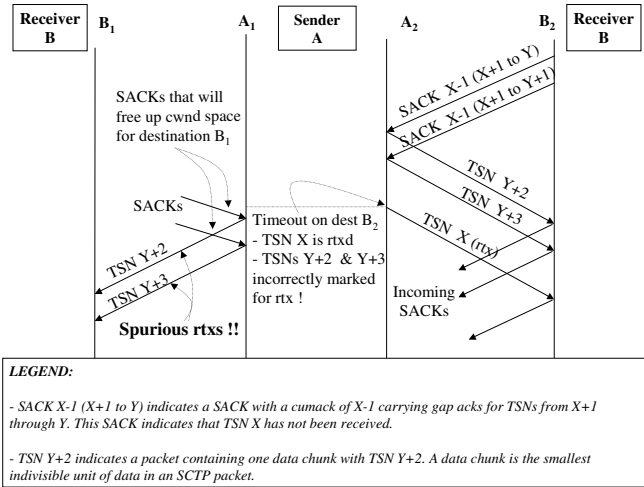 Receiver
B
B1
A1
Sender
A
A2
B2
Receiver
B
SACK X-1 (X+1 to Y)
SACK X-1 (X+1 to Y+1)
SACKs that will
free up cwnd space
for destination B1
TSN Y+2
TSN Y+3
SACKs
Timeout on dest B2
- TSN X is rtxd
- TSNs Y+2 & Y+3
incorrectly marked
for rtx !
TSN X (rtx)
TSN Y+2
TSN Y+3
Incoming
SACKs
Spurious rtxs !!
LEGEND:
- SACK X-1 (X+1 to Y) indicates a SACK with a cumack of X-1 carrying gap acks for TSNs from X+1
through Y. This SACK indicates that TSN X has not been received.
- TSN Y+2 indicates a packet containing one data chunk with TSN Y+2. A data chunk is the smallest
indivisible unit of data in an SCTP packet.